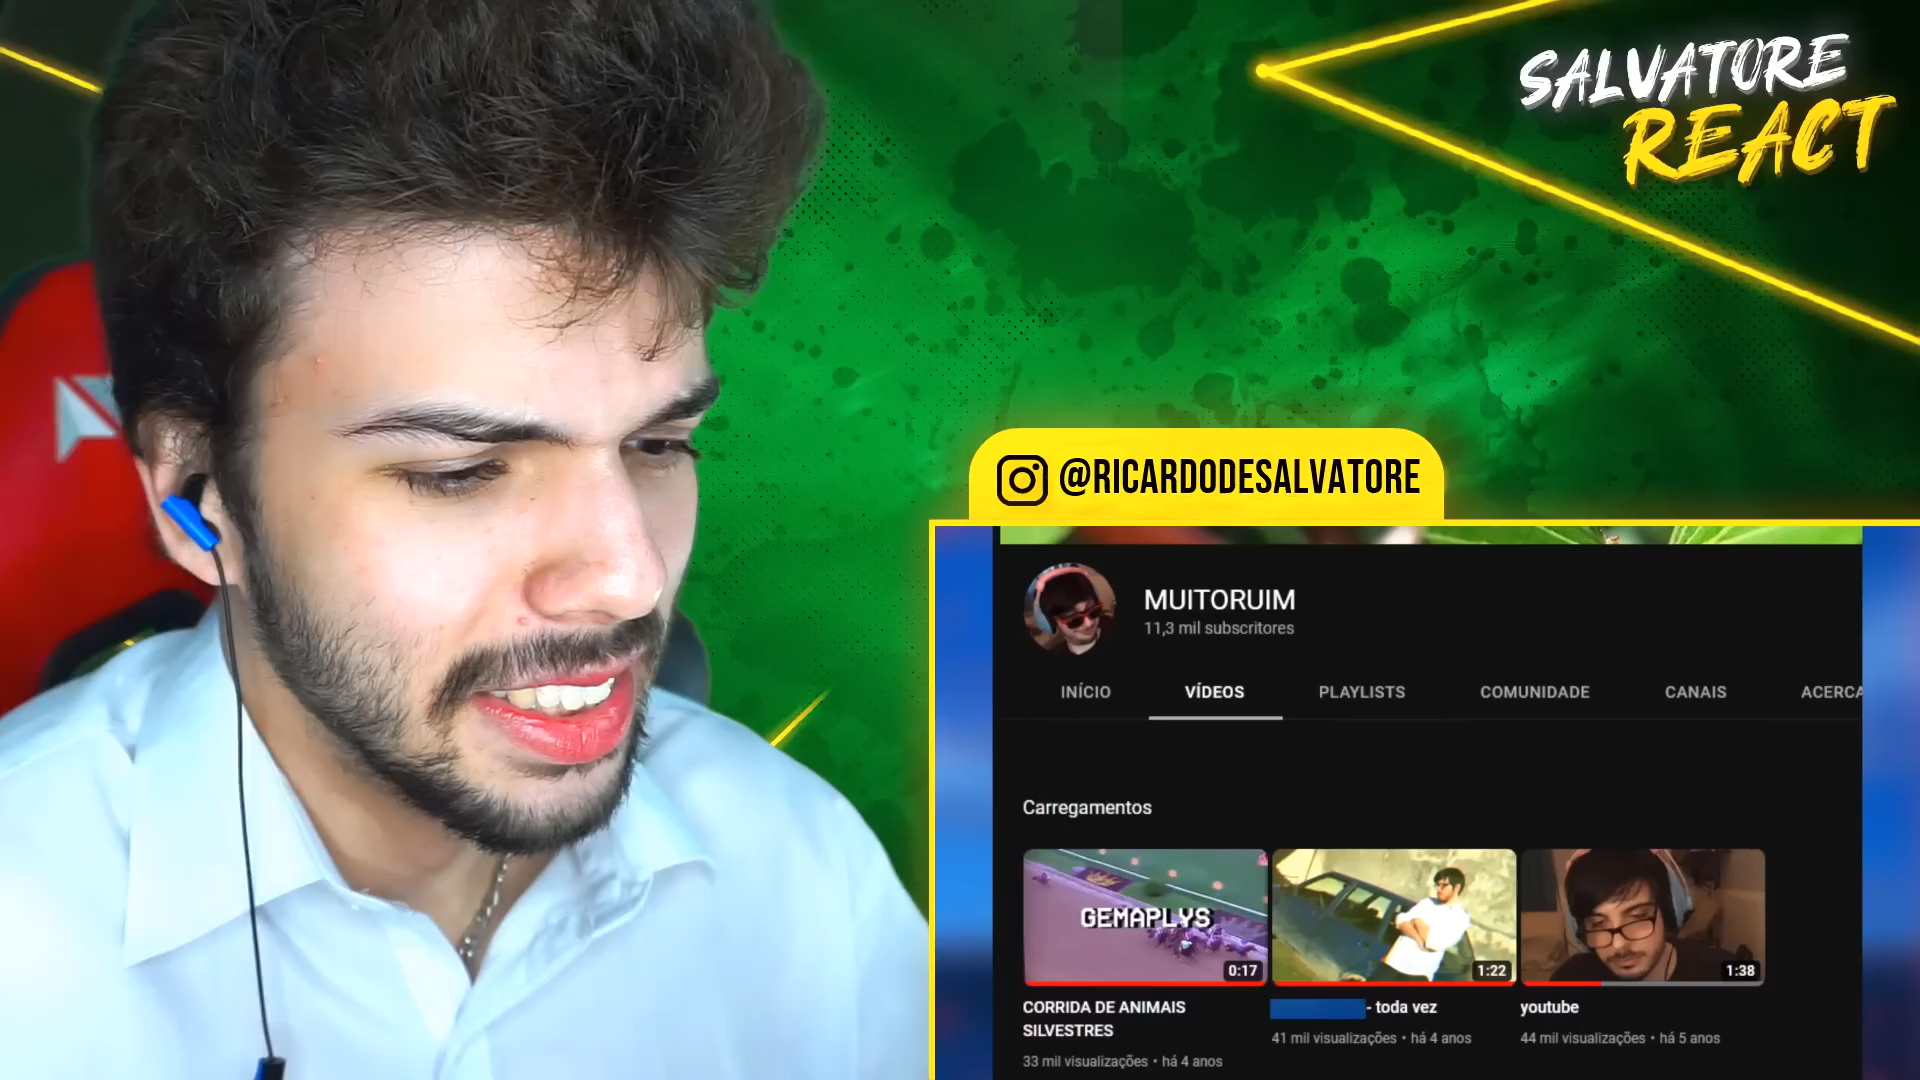 SALVATORE
REACT
@RICARDODESALVATORE
MUITORUIM
11,3 mil subscritores
INÍCIO
VÍDEOS
PLAYLISTS
COMUNIDADE
CANAIS
ACERCA
Carregamentos
GEMAPLYS
0:17
1:22
1:38
CORRIDA DE ANIMAIS
SILVESTRES
33 mil visualizações • há 4 anos
- toda vez
41 mil visualizações • há 4 anos
youtube
44 mil visualizações • há 5 anos